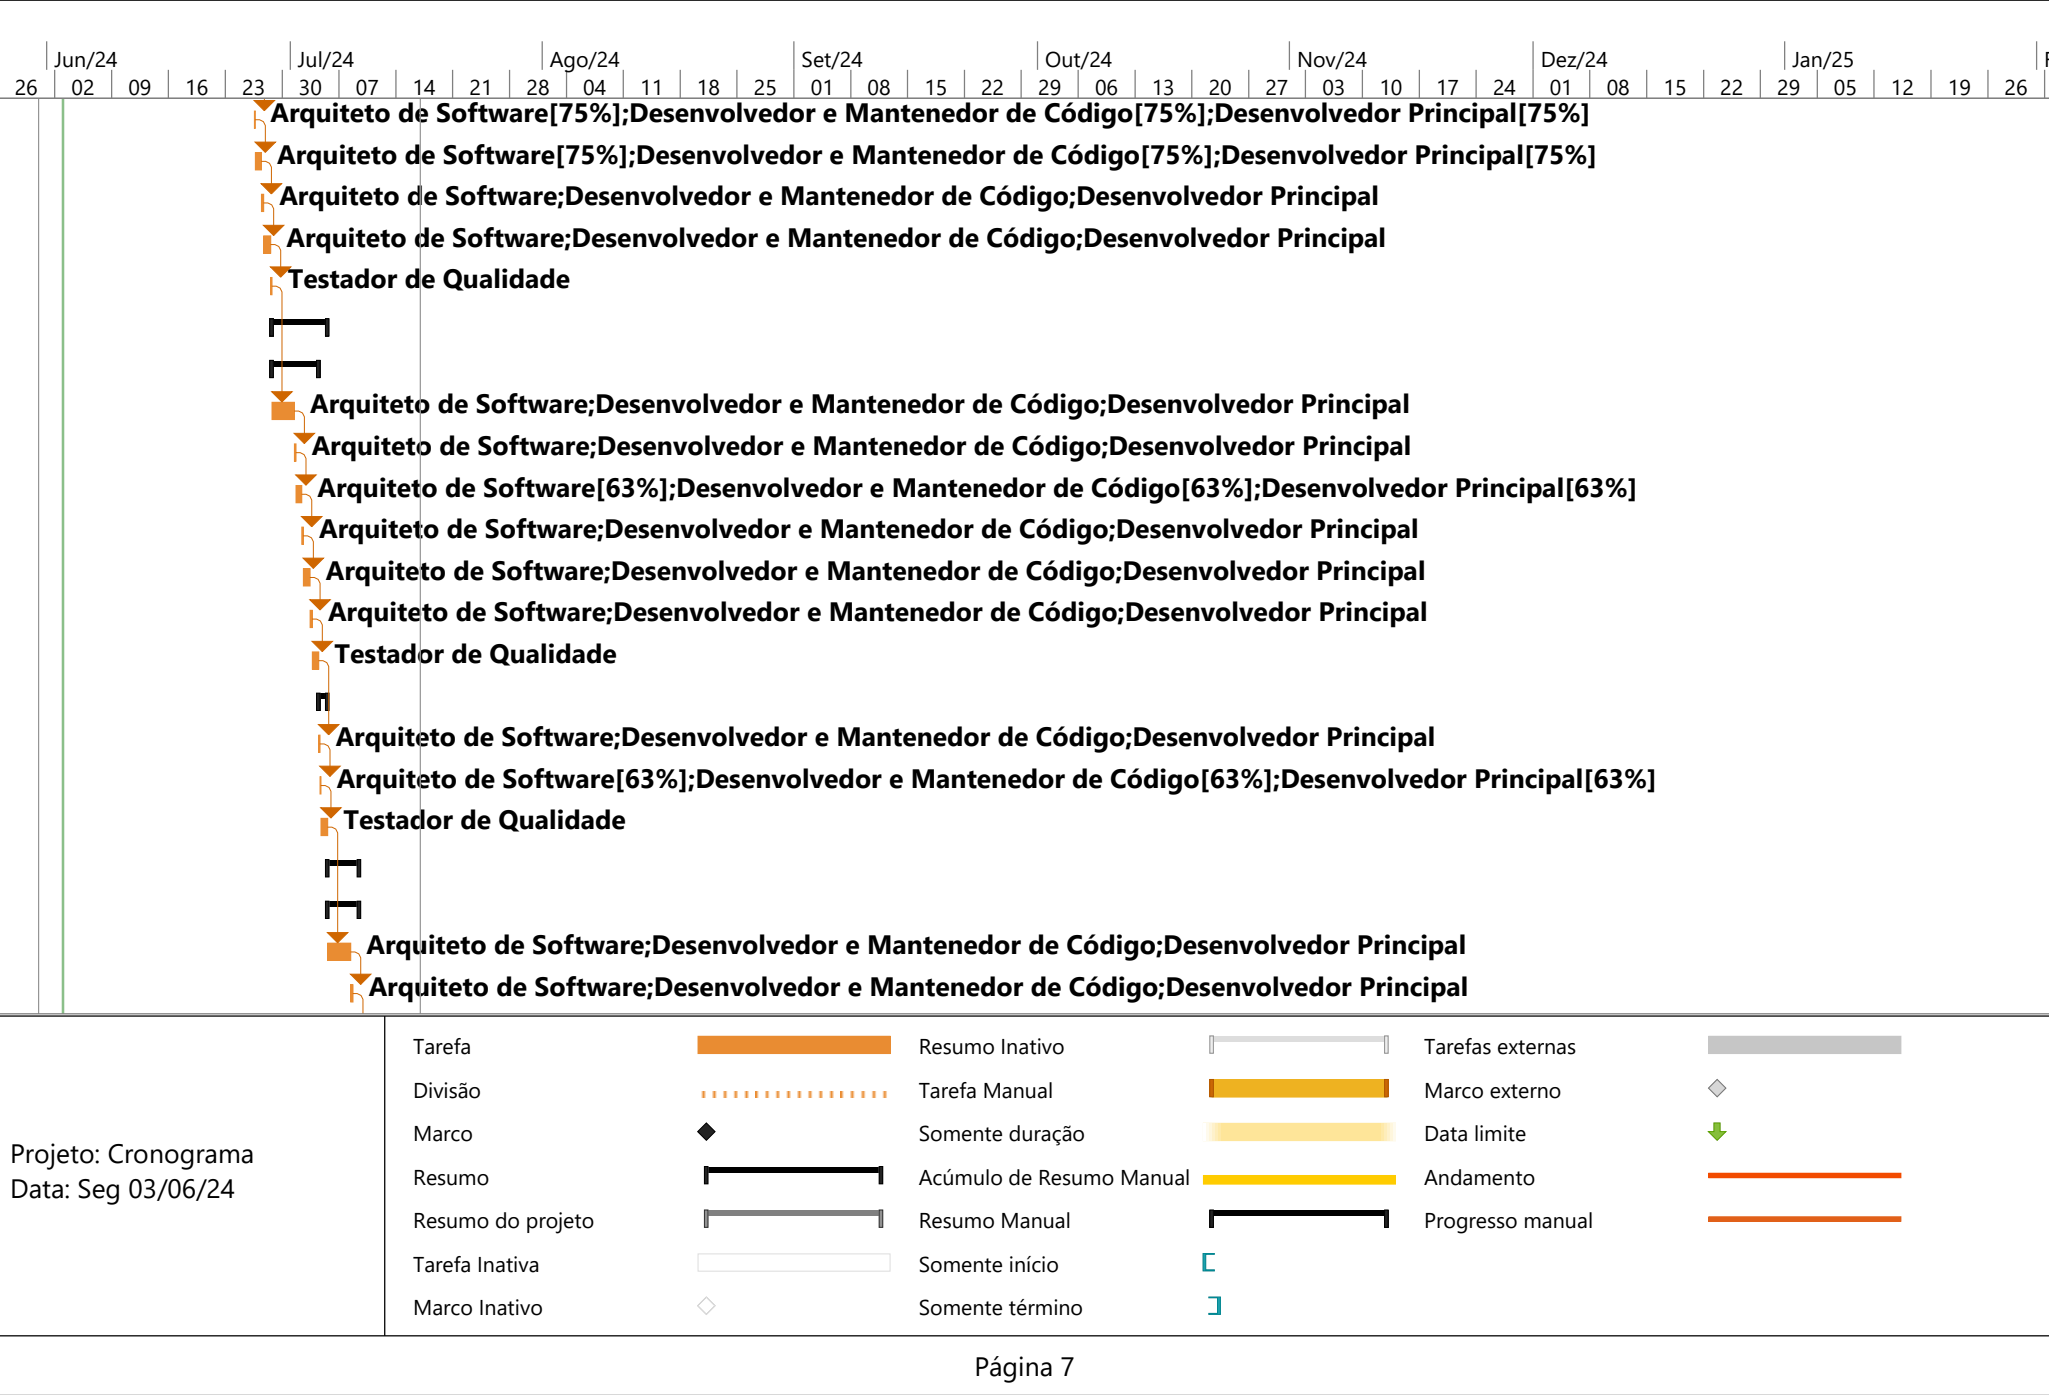 Jun/24 Jul/24 Ago/24 Set/24 Out/24 Nov/24 Dez/24 Jan/25 F
26 02 09 16 23 30 07 14 21 28 04 11 18 25 01 08 15 22 29 06 13 20 27 03 10 17 24 01 08 15 22 29 05 12 19 26
Arquiteto de Software[75%];Desenvolvedor e Mantenedor de Código[75%];Desenvolvedor Principal[75%]
Arquiteto de Software[75%];Desenvolvedor e Mantenedor de Código[75%];Desenvolvedor Principal[75%]
Arquiteto de Software;Desenvolvedor e Mantenedor de Código;Desenvolvedor Principal
Arquiteto de Software;Desenvolvedor e Mantenedor de Código;Desenvolvedor Principal
Testador de Qualidade
Arquiteto de Software;Desenvolvedor e Mantenedor de Código;Desenvolvedor Principal
Arquiteto de Software;Desenvolvedor e Mantenedor de Código;Desenvolvedor Principal
Arquiteto de Software[63%];Desenvolvedor e Mantenedor de Código[63%];Desenvolvedor Principal[63%]
Arquiteto de Software;Desenvolvedor e Mantenedor de Código;Desenvolvedor Principal
Arquiteto de Software;Desenvolvedor e Mantenedor de Código;Desenvolvedor Principal
Arquiteto de Software;Desenvolvedor e Mantenedor de Código;Desenvolvedor Principal
Testador de Qualidade
Arquiteto de Software;Desenvolvedor e Mantenedor de Código;Desenvolvedor Principal
Arquiteto de Software[63%];Desenvolvedor e Mantenedor de Código[63%];Desenvolvedor Principal[63%]
Testador de Qualidade
Arquiteto de Software;Desenvolvedor e Mantenedor de Código;Desenvolvedor Principal
Arquiteto de Software;Desenvolvedor e Mantenedor de Código;Desenvolvedor Principal
Projeto: Cronograma
Data: Seg 03/06/24
Tarefa
Divisão
Marco
Resumo
Resumo do projeto
Tarefa Inativa
Marco Inativo
Resumo Inativo
Tarefa Manual
Somente duração
Acúmulo de Resumo Manual
Resumo Manual
Somente início
Somente término
Tarefas externas
Marco externo
Data limite
Andamento
Progresso manual
Página 7